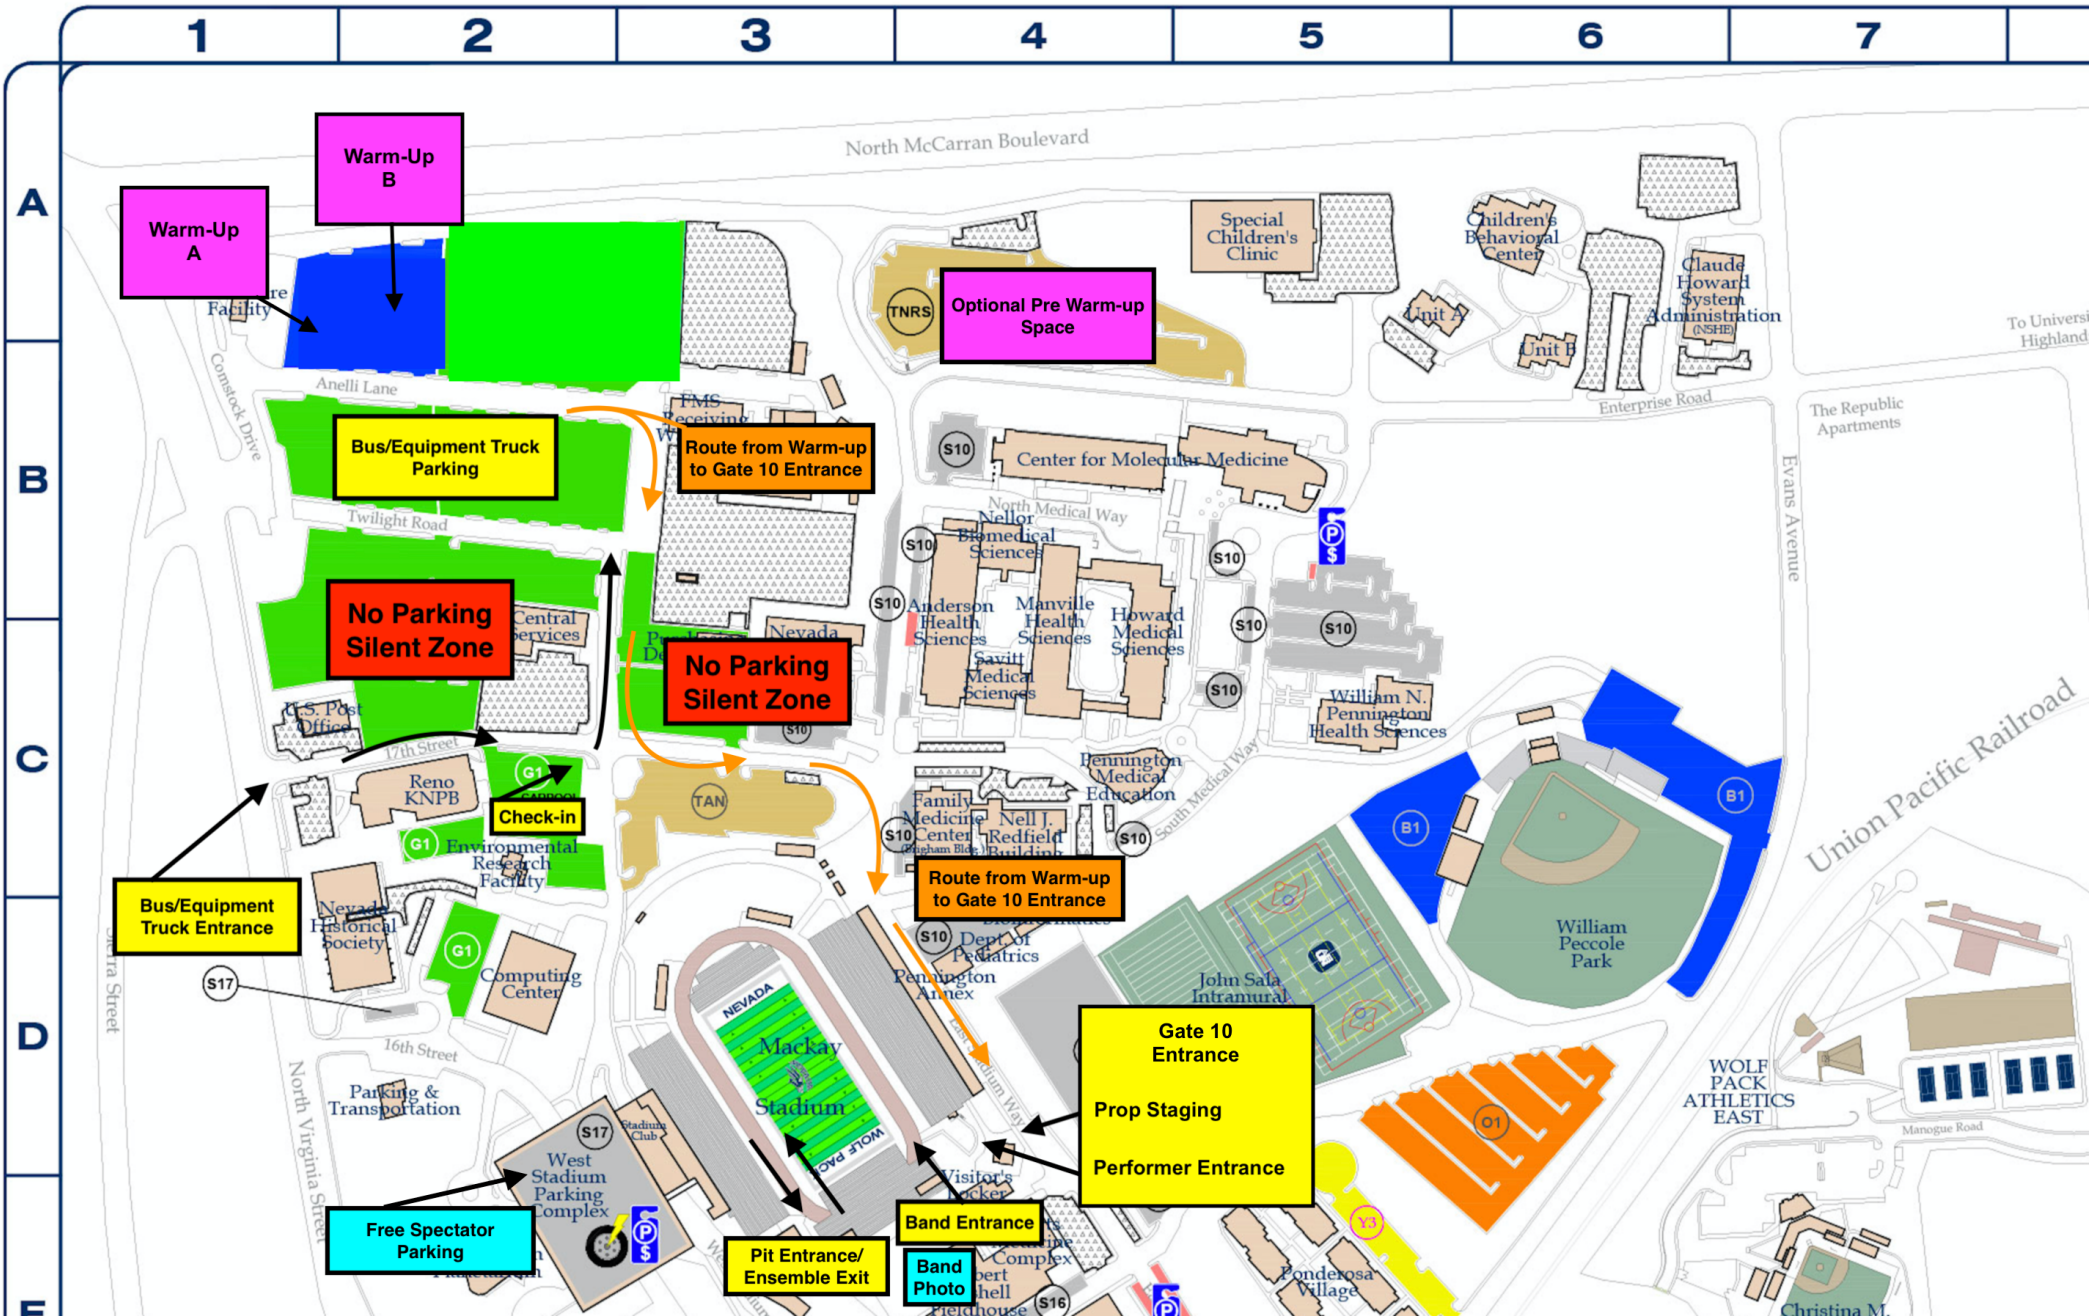 1
2
3
4
5
6
7
A
B
C
D
E
North McCarran Boulevard
Warm-Up
B
Warm-Up
A
re
Facility
TNRS
Optional Pre Warm-up
Space
Special
Children's
Clinic
Children's
Behavioral
Center
Unit A
Unit B
Claude
Howard
System
Administration
(NSHE)
To Universi
Highland
Comstock Drive
Anelli Lane
Enterprise Road
The Republic
Apartments
Bus/Equipment Truck
Parking
FMS
Receiving
W
Route from Warm-up
to Gate 10 Entrance
S10
Center for Molecular Medicine
Evans Avenue
Twilight Road
North Medical Way
Nellor
Biomedical
Sciences
S10
S10
P
$
No Parking
Silent Zone
Central
Services
S10
Anderson
Health
Sciences
Manville
Health
Sciences
Howard
Medical
Sciences
S10
S10
Nevada
No Parking
Silent Zone
Savitt
Medical
Sciences
S10
S10
William N.
Pennington
Health Sciences
U.S. Post
Office
17th Street
Reno
KNPB
G1
Check-in
TAN
Pennington
Medical
Education
South Medical Way
Union Pacific Railroad
B1
B1
G1
Environmental
Research
Facility
S10
Family
Medicine
Center
(Brigham Bldg.)
Nell J.
Redfield
Building
S10
Route from Warm-up
to Gate 10 Entrance
Bus/Equipment
Truck Entrance
Nevada
Historical
Society
G1
Computing
Center
S10
Dept. of
Pediatrics
Pennington
Annex
William
Peccole
Park
John Sala
Intramural
S17
Sierra Street
16th Street
NEVADA
Mackay
Stadium
WOLF PACK
East Stadium Way
Gate 10
Entrance
Prop Staging
Performer Entrance
O1
WOLF
PACK
ATHLETICS
EAST
Manogue Road
North Virginia Street
Parking &
Transportation
S17
Stadium
Club
West
Stadium
Parking
Complex
P
$
Free Spectator
Parking
Visitor's
Locker
Band Entrance
Pit Entrance/
Ensemble Exit
Band
Photo
Complex
Fieldhouse
S16
P
Y3
Ponderosa
Village
Christina M.